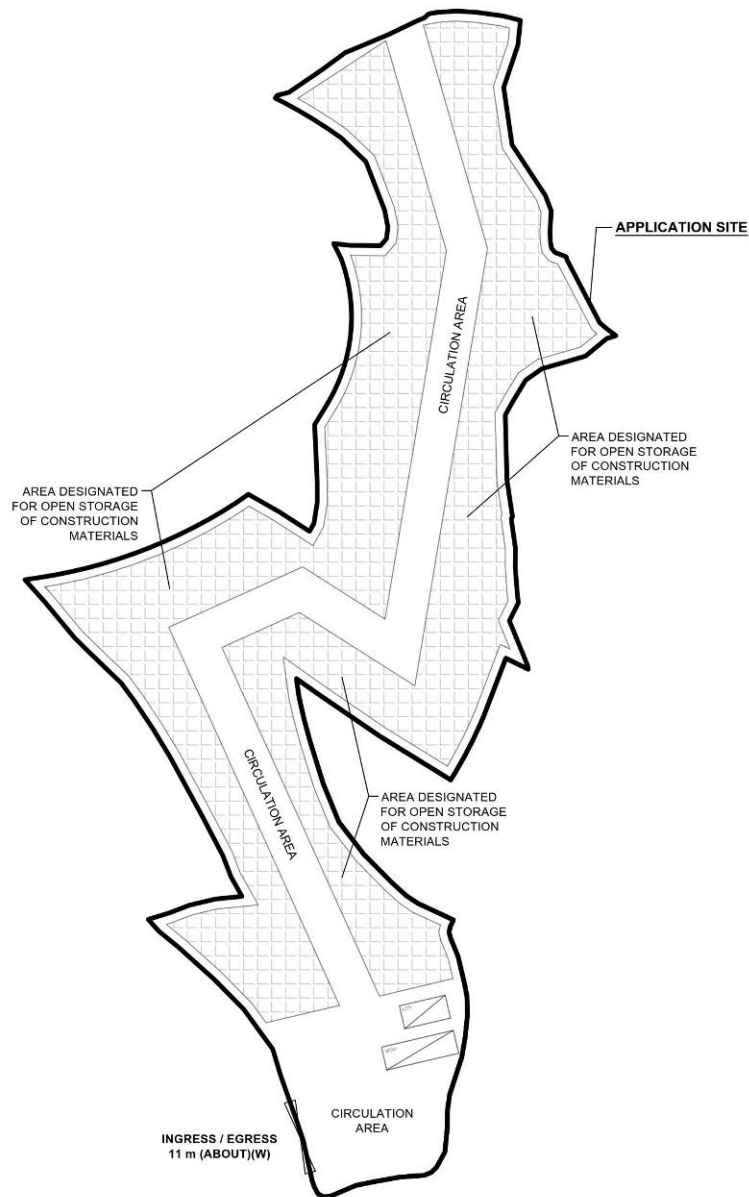 APPLICATION SITE
CIRCULATION AREA
AREA DESIGNATED
FOR OPEN STORAGE
OF CONSTRUCTION
MATERIALS
AREA DESIGNATED
FOR OPEN STORAGE
OF CONSTRUCTION
MATERIALS
CIRCULATION AREA
AREA DESIGNATED
FOR OPEN STORAGE
OF CONSTRUCTION
MATERIALS
CIRCULATION
AREA
INGRESS / EGRESS
11 m (ABOUT)(W)